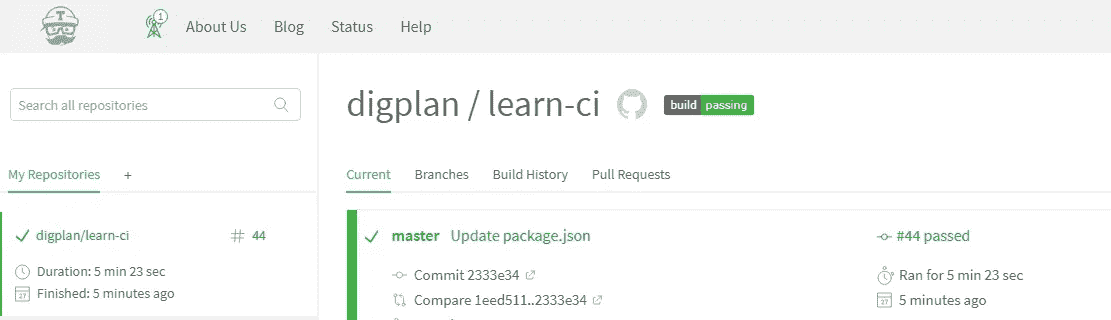 1
About Us Blog Status Help
Search all repositories
digplan / learn-ci build passing
My Repositories +
Current Branches Build History Pull Requests
digplan/learn-ci # 44
Duration: 5 min 23 sec
Finished: 5 minutes ago
master Update package.json #44 passed
Commit 2333e34 Ran for 5 min 23 sec
Compare 1eed511..2333e34 5 minutes ago